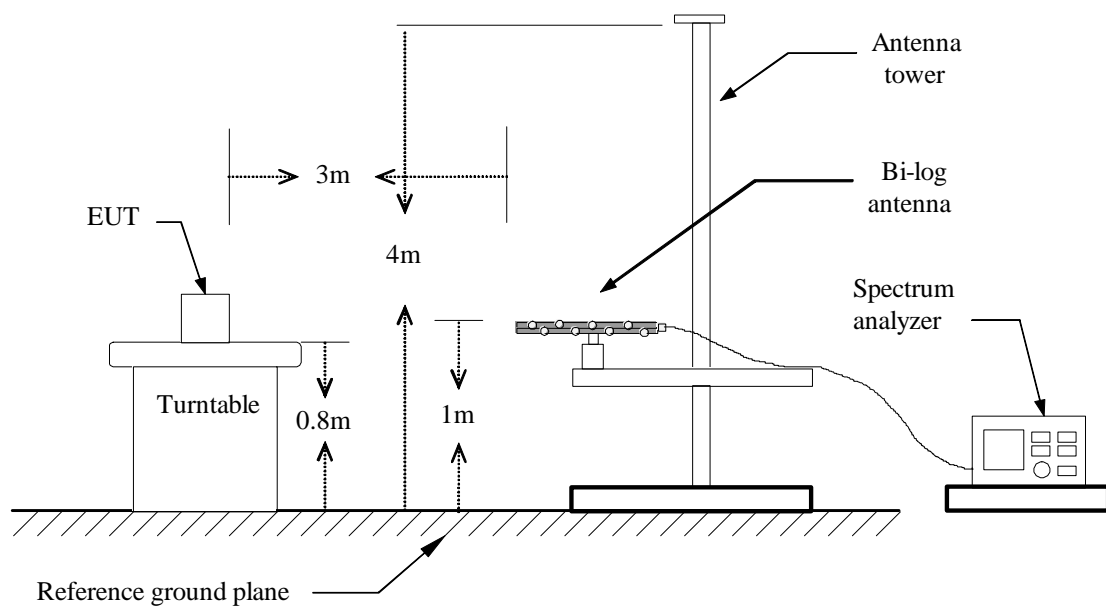 Antenna
tower
3m
Bi-log
antenna
EUT
4m
Spectrum
analyzer
Turntable
0.8m
1m
Reference ground plane